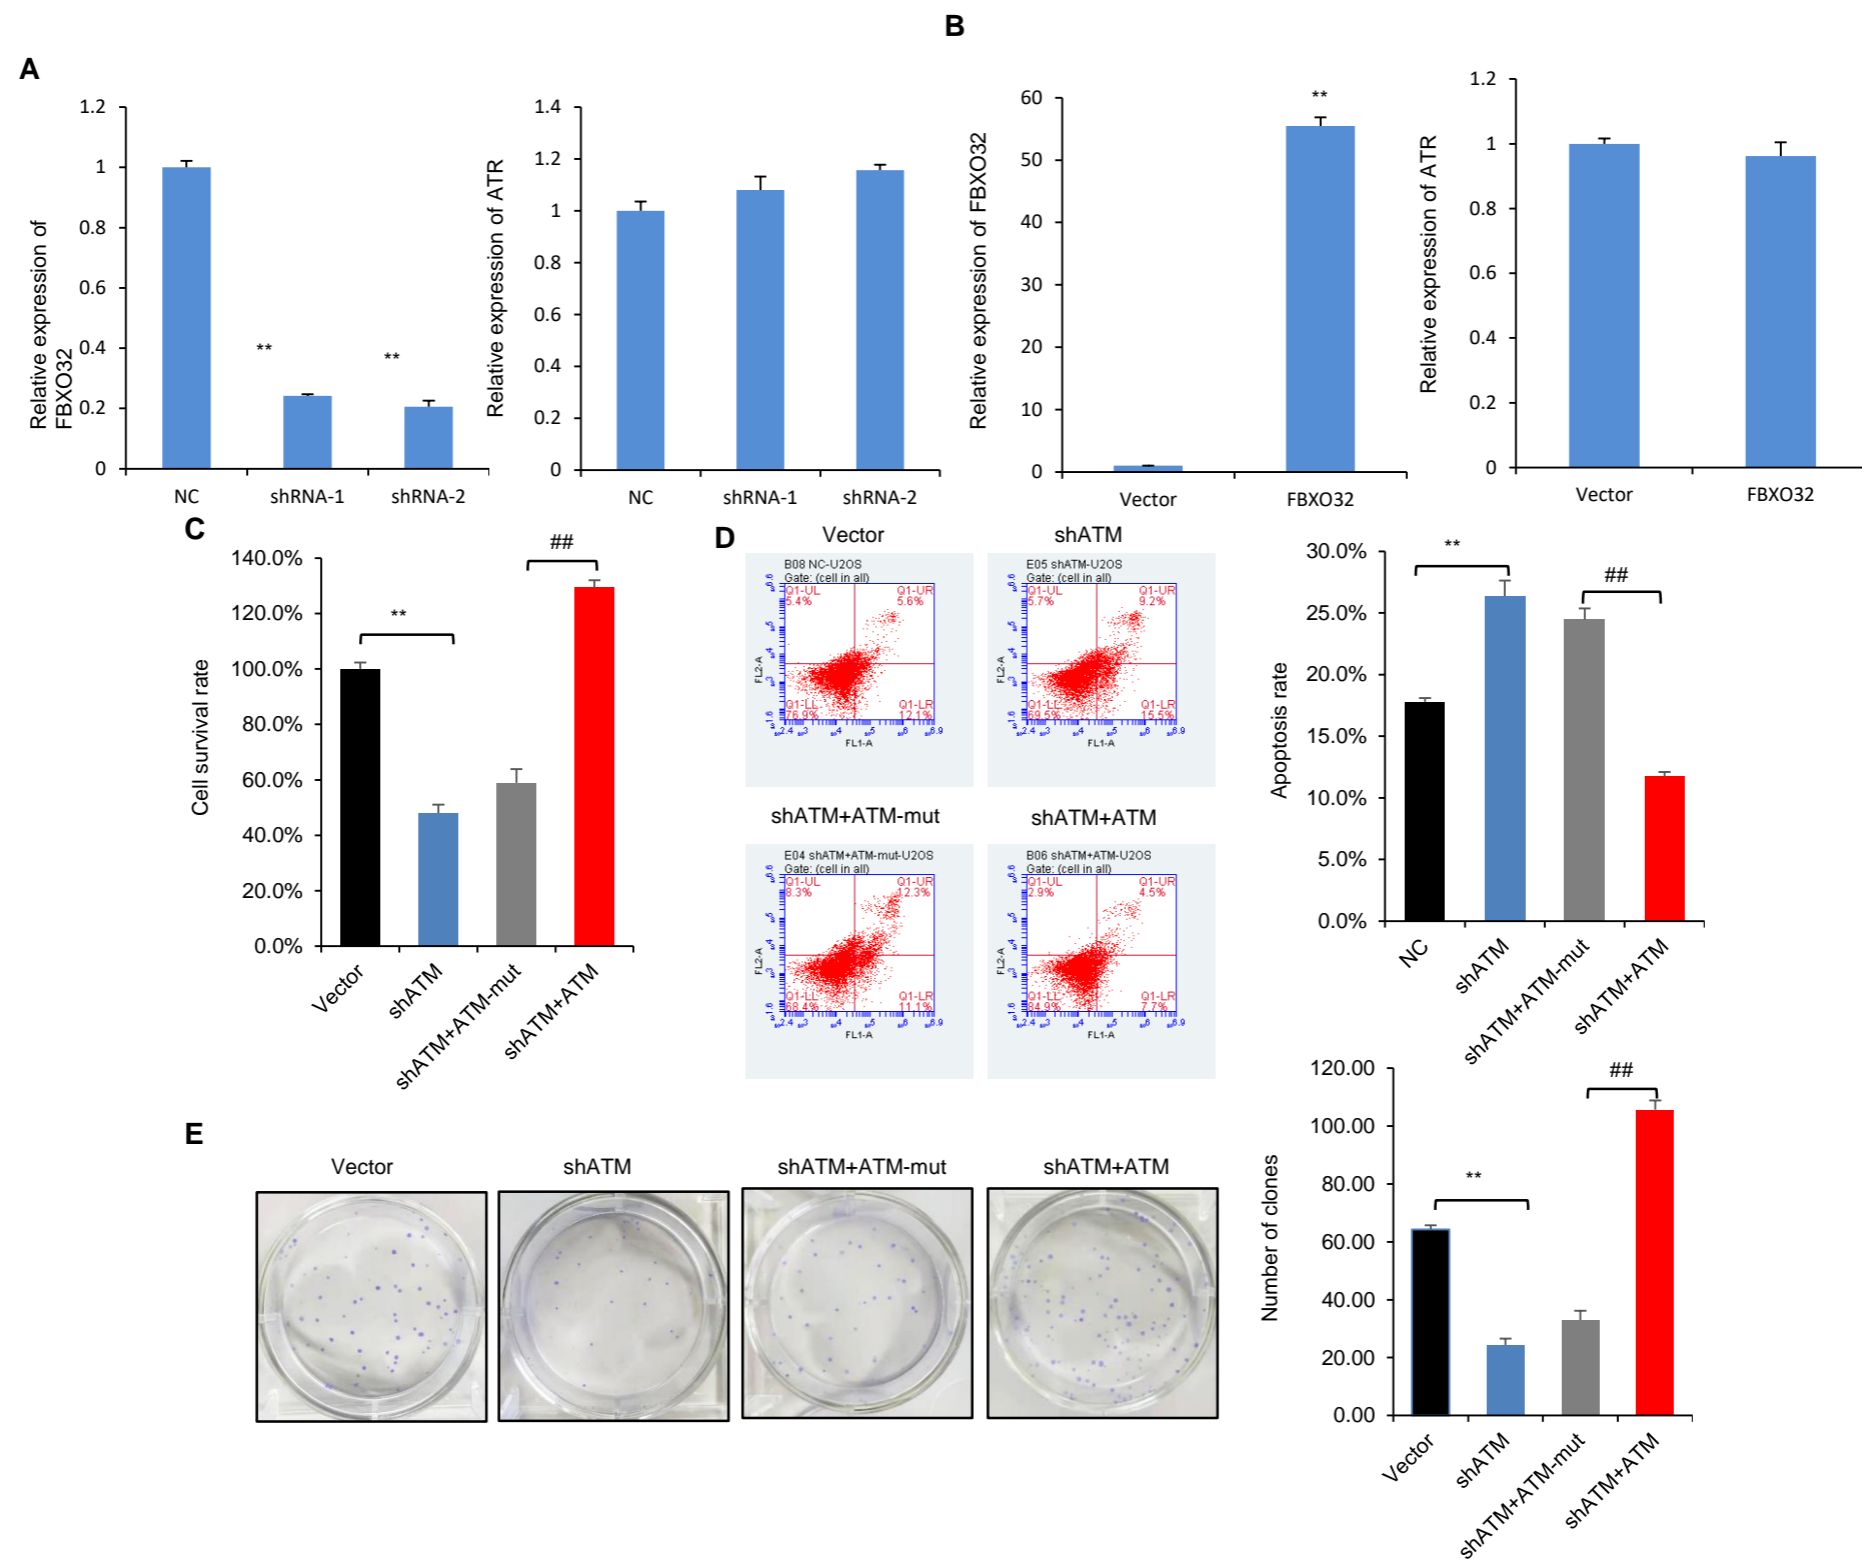 A
Relative expression of
FBXO32
1.2
1
0.8
0.6
0.4
0.2
0
**
**
NC
shRNA-1
shRNA-2
Relative expression of ATR
1.4
1.2
1
0.8
0.6
0.4
0.2
0
NC
shRNA-1
shRNA-2
B
Relative expression of FBXO32
60
50
40
30
20
10
0
**
Vector
FBXO32
Relative expression of ATR
1.2
1
0.8
0.6
0.4
0.2
0
Vector
FBXO32
C
Cell survival rate
140.0%
120.0%
100.0%
80.0%
60.0%
40.0%
20.0%
0.0%
**
##
Vector
shATM
shATM+ATM-mut
shATM+ATM
D
Vector
B08 NC-U2OS
Gate: (cell in all)
Q1-UL
5.4%
Q1-UR
5.6%
Q1-LL
76.9%
Q1-LR
12.1%
FL2-A
FL1-A
shATM
E05 shATM-U2OS
Gate: (cell in all)
Q1-UL
5.7%
Q1-UR
9.2%
Q1-LL
69.5%
Q1-LR
15.5%
FL2-A
FL1-A
shATM+ATM-mut
E04 shATM+ATM-mut-U2OS
Gate: (cell in all)
Q1-UL
8.3%
Q1-UR
12.3%
Q1-LL
68.4%
Q1-LR
11.1%
FL2-A
FL1-A
shATM+ATM
B06 shATM+ATM-U2OS
Gate: (cell in all)
Q1-UL
2.9%
Q1-UR
4.5%
Q1-LL
84.9%
Q1-LR
7.7%
FL2-A
FL1-A
Apoptosis rate
30.0%
25.0%
20.0%
15.0%
10.0%
5.0%
0.0%
**
##
NC
shATM
shATM+ATM-mut
shATM+ATM
E
Vector
shATM
shATM+ATM-mut
shATM+ATM
Number of clones
120.00
100.00
80.00
60.00
40.00
20.00
0.00
**
##
Vector
shATM
shATM+ATM-mut
shATM+ATM